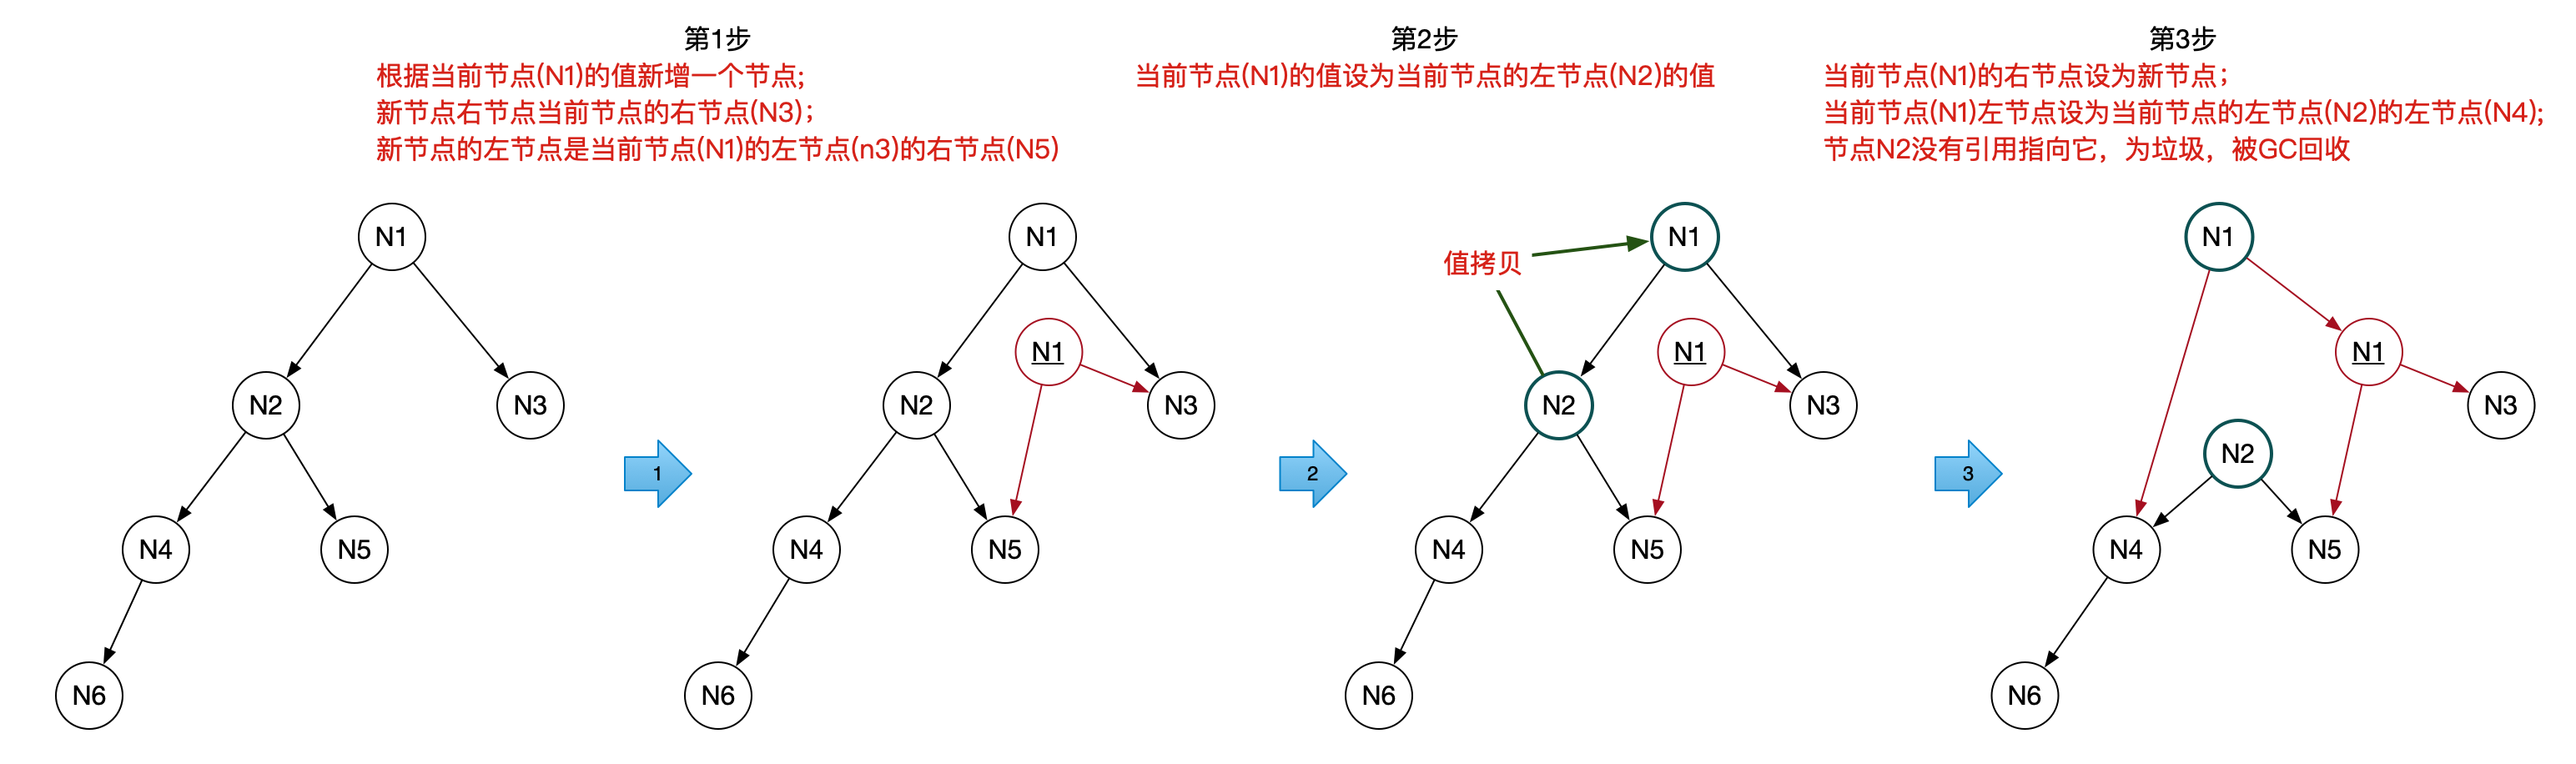 第1步
根据当前节点(N1)的值新增一个节点;
新节点右节点当前节点的右节点(N3);
新节点的左节点是当前节点(N1)的左节点(n3)的右节点(N5)
第2步
当前节点(N1)的值设为当前节点的左节点(N2)的值
第3步
当前节点(N1)的右节点设为新节点;
当前节点(N1)左节点设为当前节点的左节点(N2)的左节点(N4);
节点N2没有引用指向它，为垃圾，被GC回收
N1
N2
N3
N4
N5
N6
1
N1
N1
N2
N3
N4
N5
N6
2
值拷贝
N1
N1
N2
N3
N4
N5
N6
3
N1
N1
N3
N2
N4
N5
N6